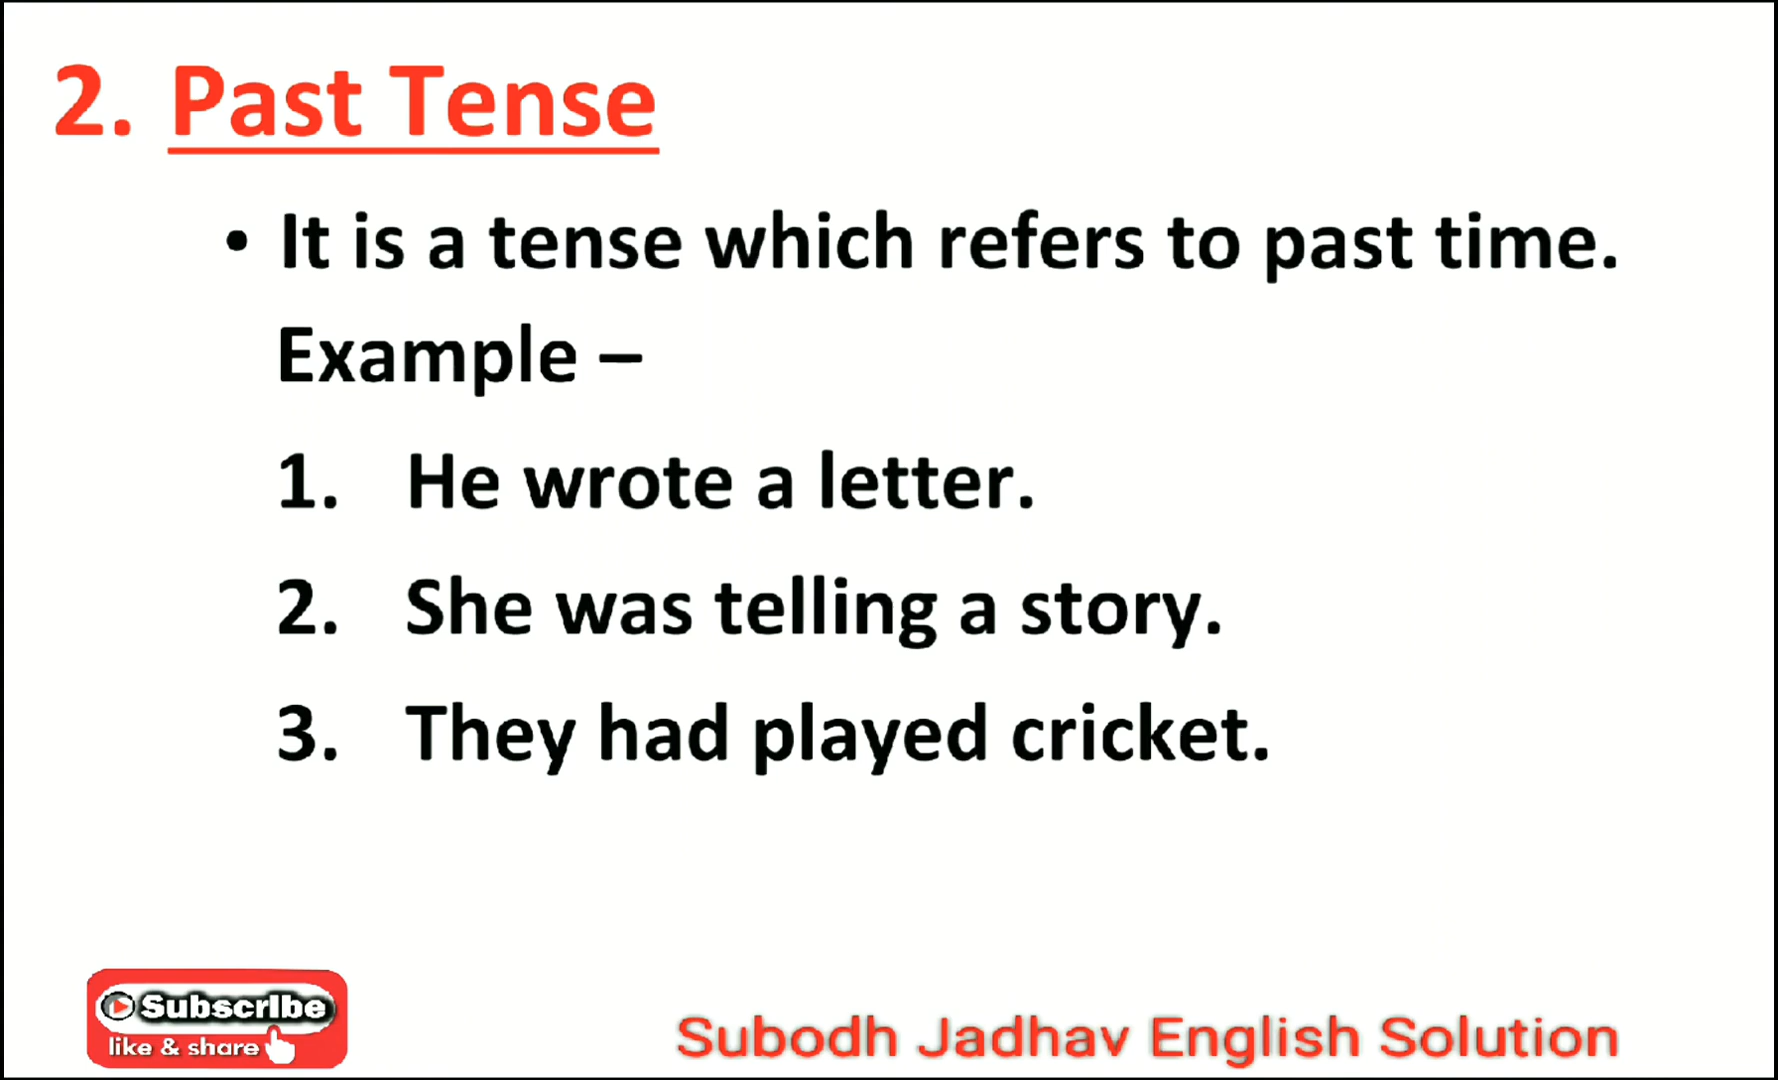 2. Past Tense
• It is a tense which refers to past time.
Example –
1. He wrote a letter.
2. She was telling a story.
3. They had played cricket.
Subscribe
like & share
Subodh Jadhav English Solution